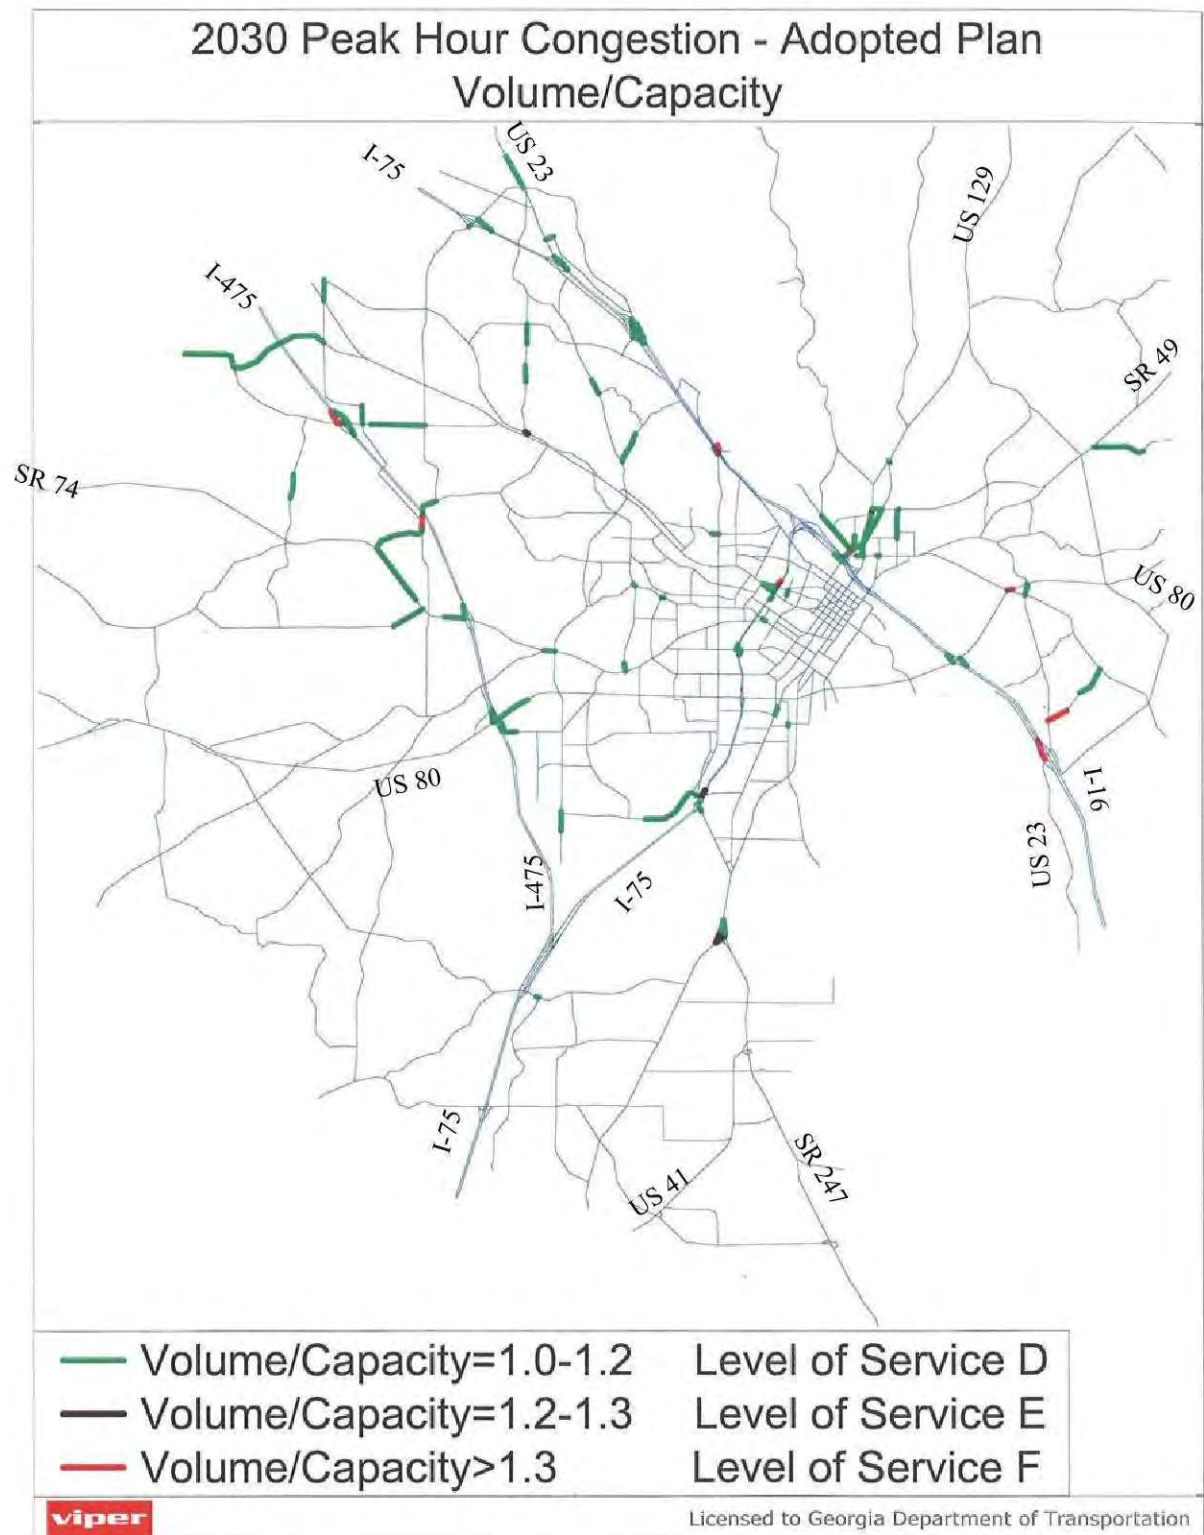 2030 Peak Hour Congestion - Adopted Plan
Volume/Capacity
US 23
I-75
US 129
I-475
SR 49
SR 74
US 80
US 80
I-16
US 23
I-475
I-75
I-75
SR 247
US 41
Volume/Capacity=1.0-1.2 Level of Service D
Volume/Capacity=1.2-1.3 Level of Service E
Volume/Capacity>1.3 Level of Service F
viper
Licensed to Georgia Department of Transportation